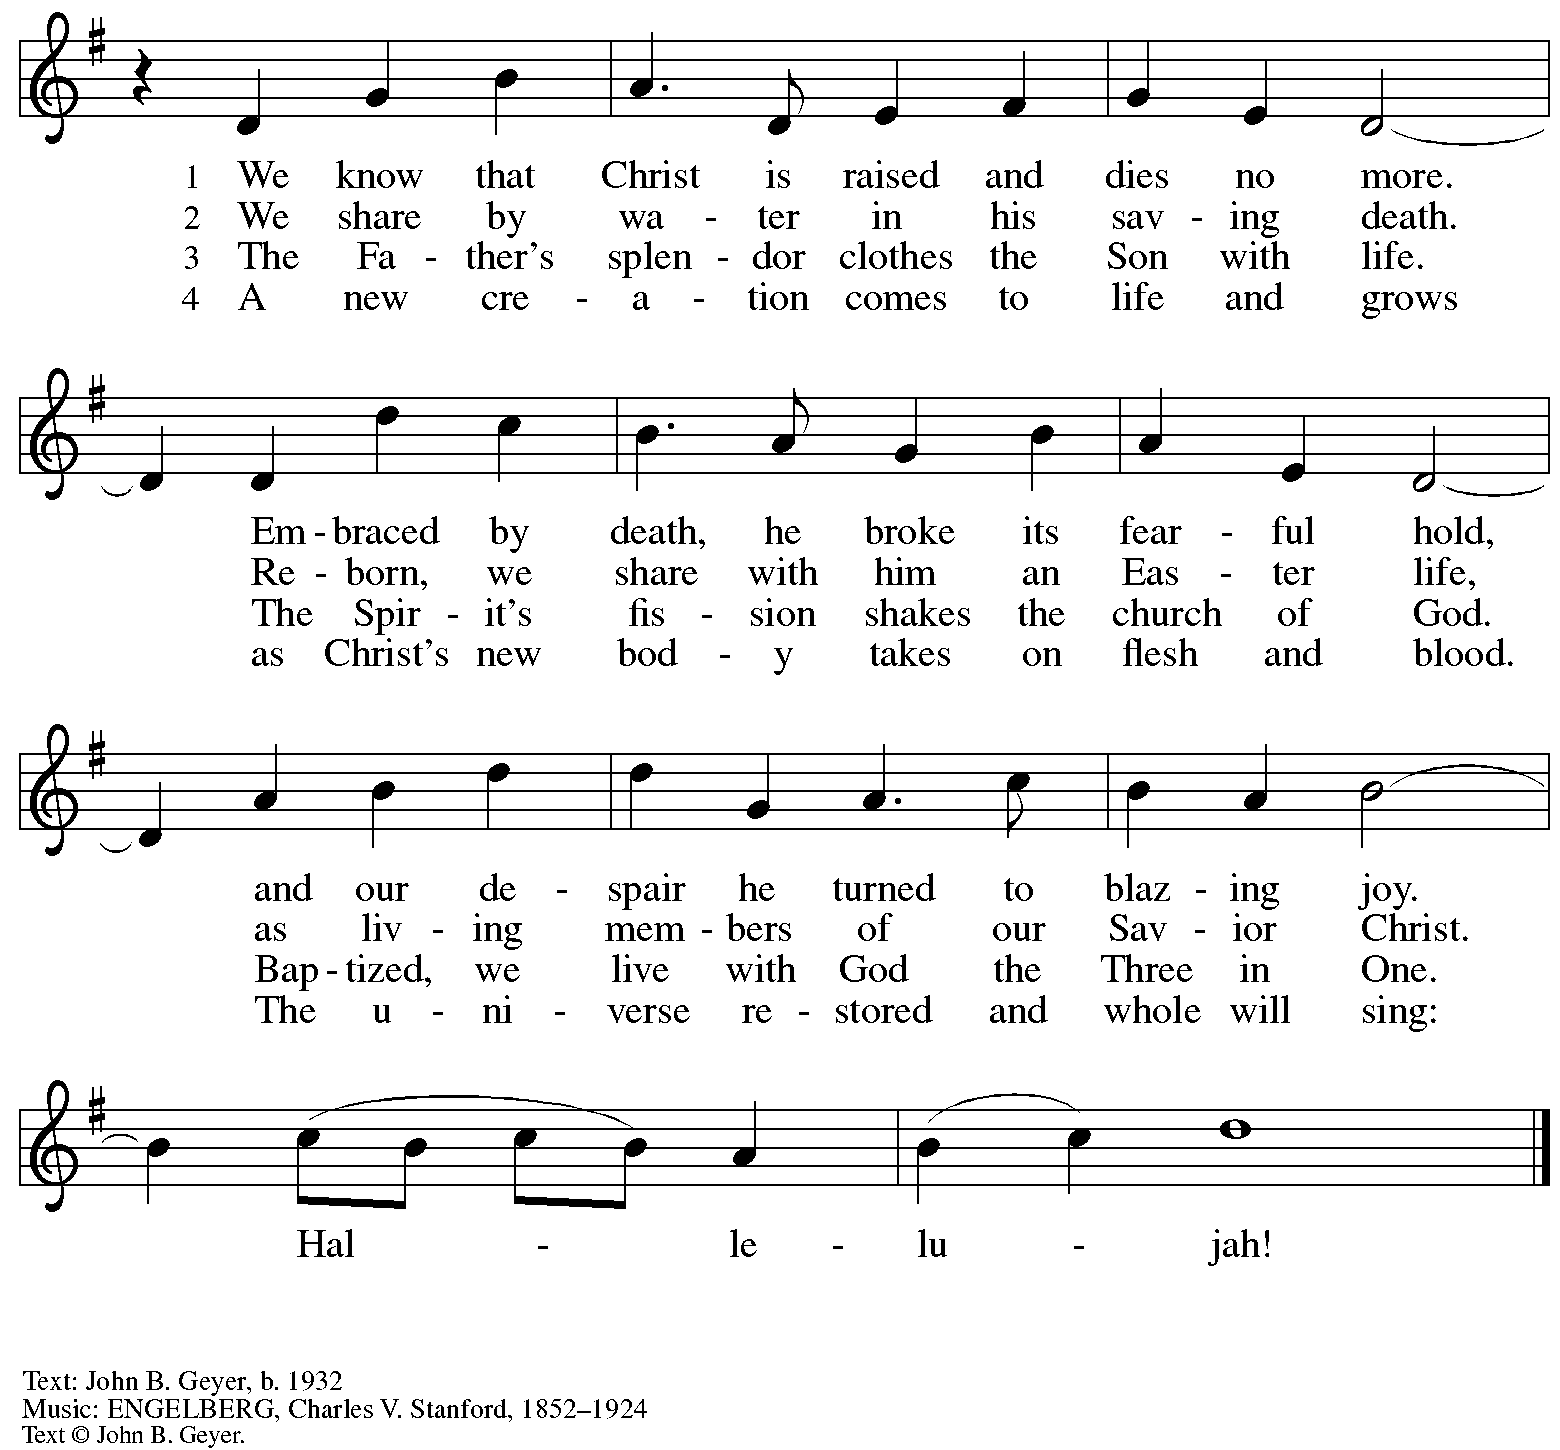 1 We know that Christ is raised and dies no more.
2 We share by wa - ter in his sav - ing death.
3 The Fa - ther's splen - dor clothes the Son with life.
4 A new cre - a - tion comes to life and grows
Em - braced by death, he broke its fear - ful hold,
Re - born, we share with him an Eas - ter life,
The Spir - it's fis - sion shakes the church of God.
as Christ's new bod - y takes on flesh and blood.
and our de - spair he turned to blaz - ing joy.
as liv - ing mem - bers of our Sav - ior Christ.
Bap - tized, we live with God the Three in One.
The u - ni - verse re - stored and whole will sing:
Hal - le - lu - jah!
Text: John B. Geyer, b. 1932
Music: ENGELBERG, Charles V. Stanford, 1852–1924
Text © John B. Geyer.